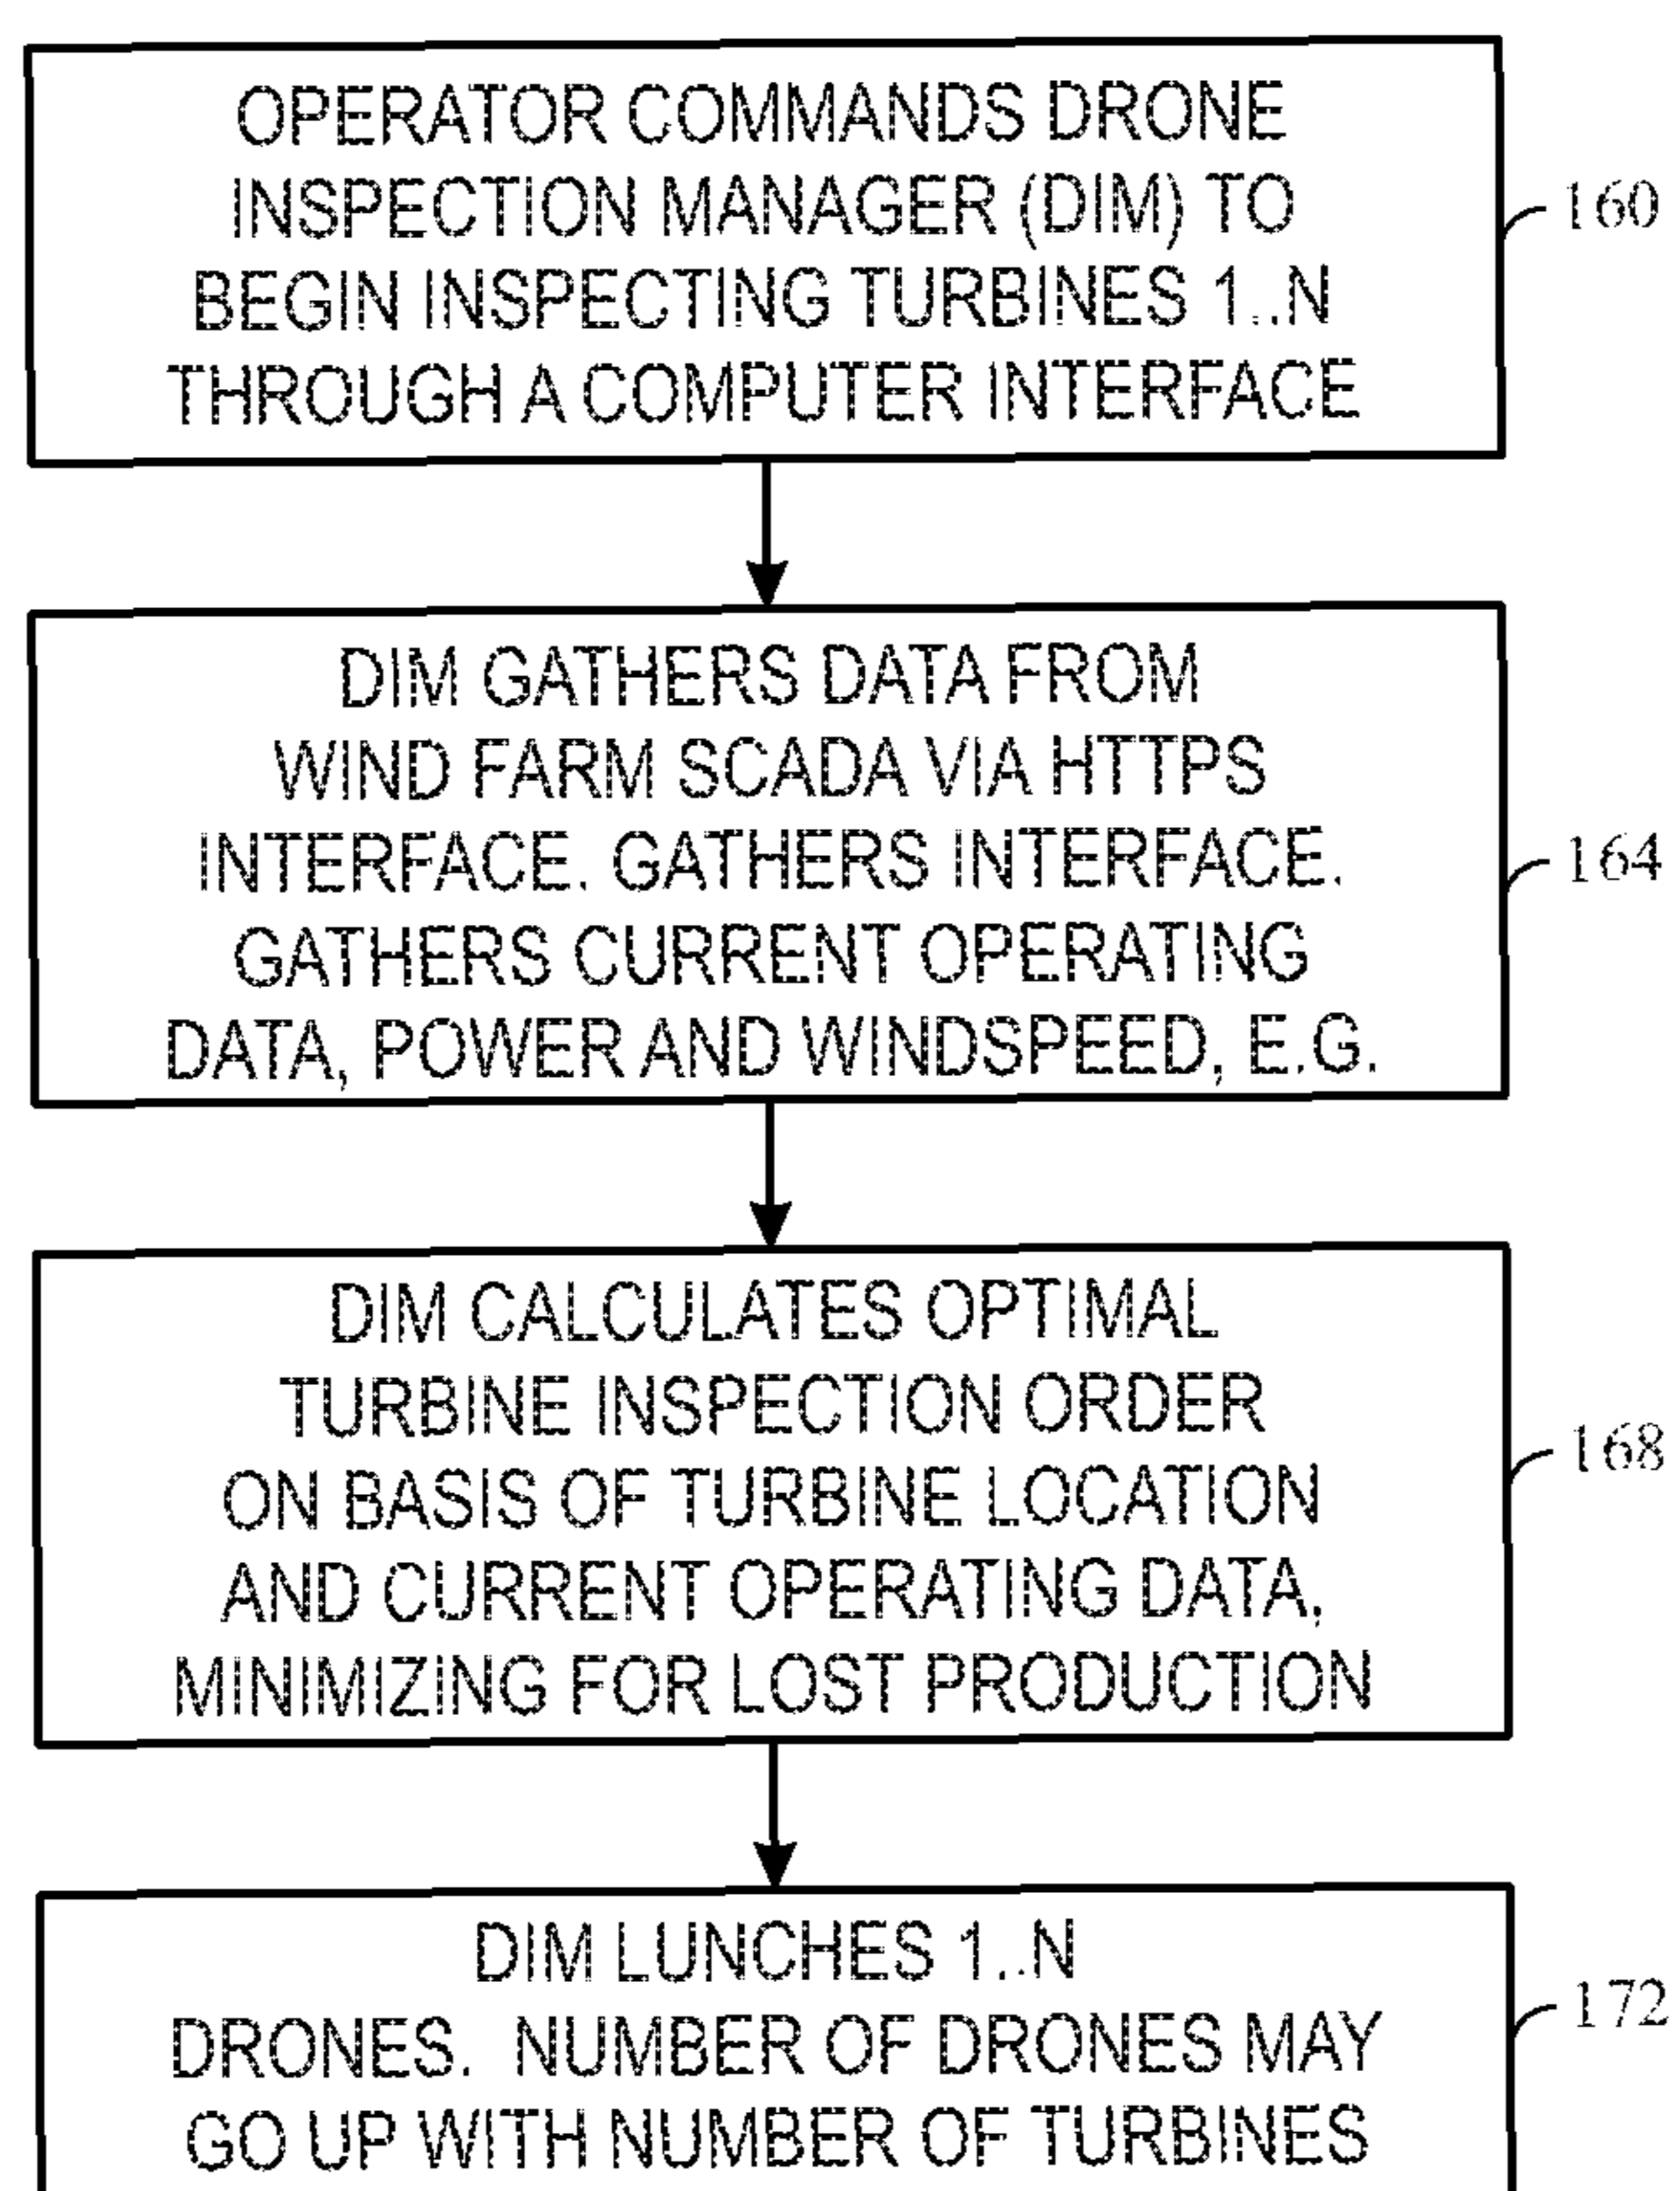 OPERATOR COMMANDS DRONE
INSPECTION MANAGER (DIM) TO
BEGIN INSPECTING TURBINES 1..N
THROUGH A COMPUTER INTERFACE
160
DIM GATHERS DATA FROM
WIND FARM SCADA VIA HTTPS
INTERFACE. GATHERS INTERFACE.
GATHERS CURRENT OPERATING
DATA, POWER AND WINDSPEED, E.G.
164
DIM CALCULATES OPTIMAL
TURBINE INSPECTION ORDER
ON BASIS OF TURBINE LOCATION
AND CURRENT OPERATING DATA,
MINIMIZING FOR LOST PRODUCTION
168
DIM LUNCHES 1..N
DRONES. NUMBER OF DRONES MAY
GO UP WITH NUMBER OF TURBINES
172